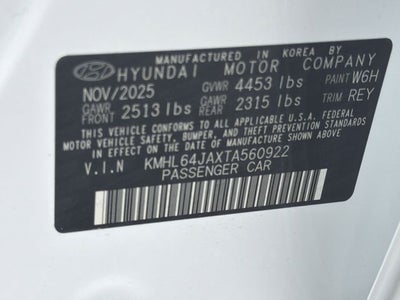 MANUFACTURED IN KOREA BY
HYUNDAI MOTOR COMPANY
NOV/2025 GVWR 4453 lbs PAINT W6H
GAWR FRONT 2513 lbs GAWR REAR 2315 lbs TRIM REY
THIS VEHICLE CONFORMS TO ALL APPLICABLE U.S.A. FEDERAL
MOTOR VEHICLE SAFETY, BUMPER, AND THEFT PREVENTION
STANDARDS IN EFFECT ON THE DATE OF MANUFACTURE SHOWN ABOVE.
V.I.N KMHL64JAXTA560922
PASSENGER CAR